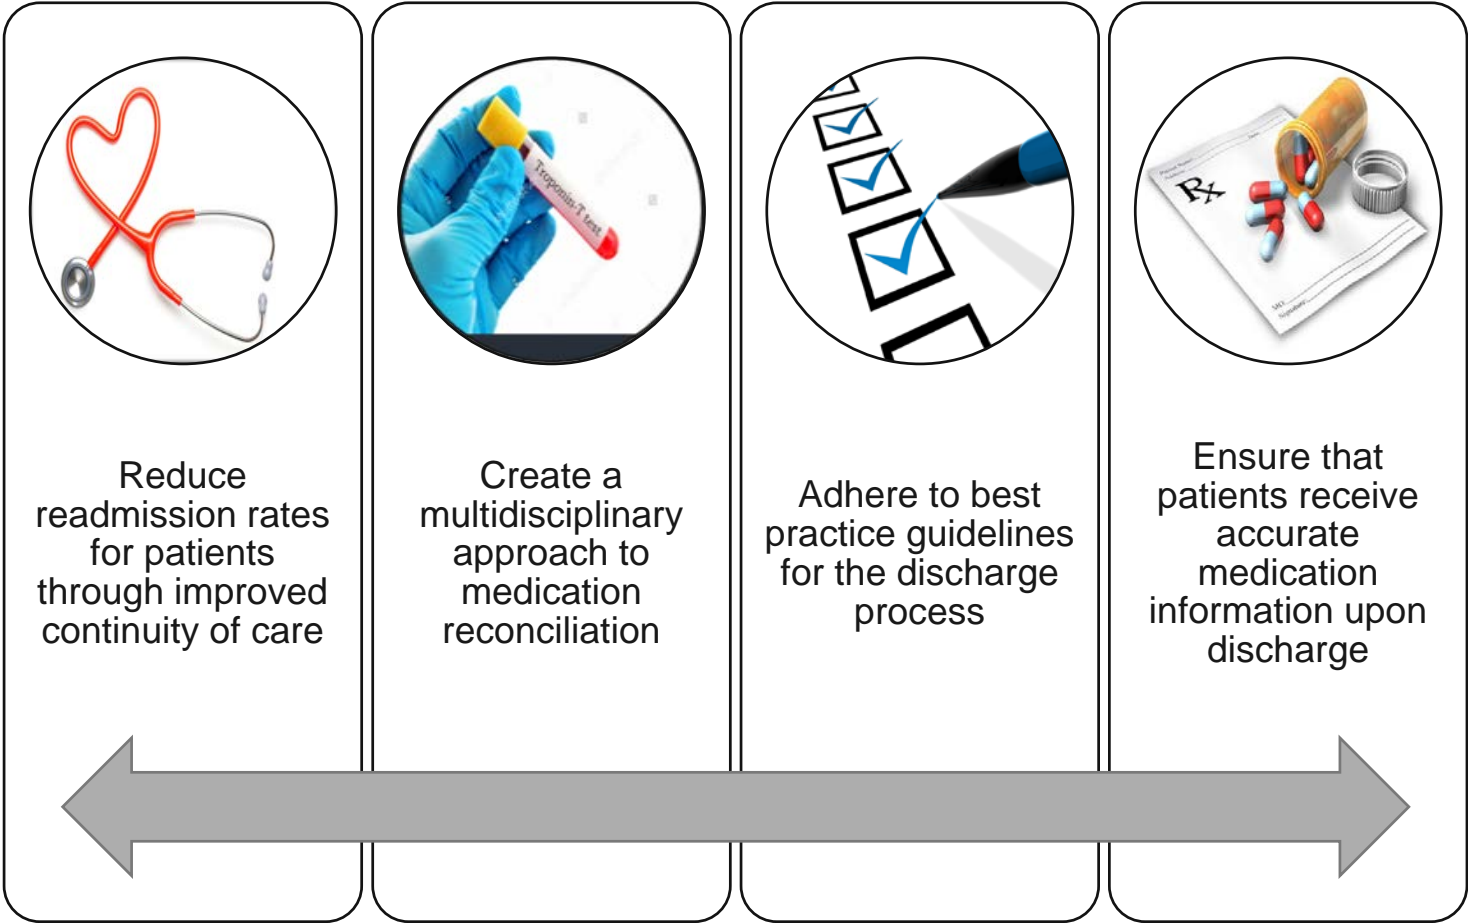 Troponin-T test
Rx
Reduce
readmission rates
for patients
through improved
continuity of care
Create a
multidisciplinary
approach to
medication
reconciliation
Adhere to best
practice guidelines
for the discharge
process
Ensure that
patients receive
accurate
medication
information upon
discharge